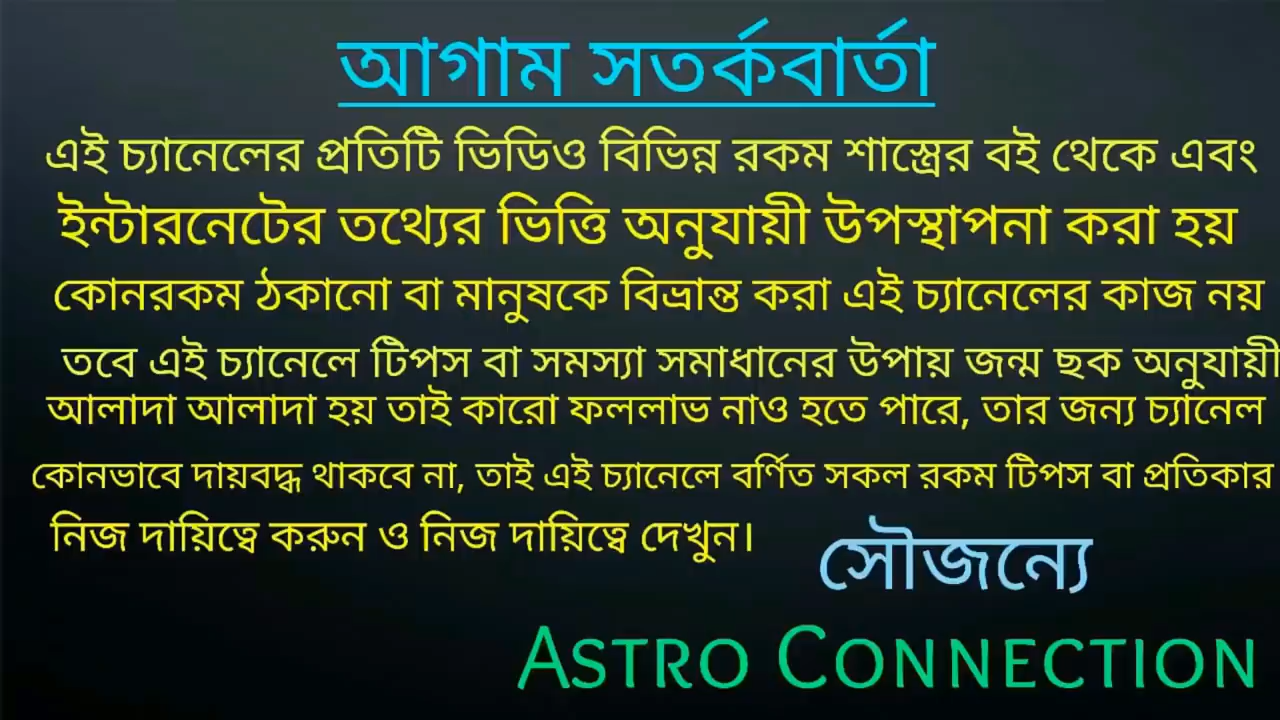 আগাম সতর্কবার্তা
এই চ্যানেলের প্রতিটি ভিডিও বিভিন্ন রকম শাস্ত্রের বই থেকে এবং
ইন্টারনেটের তথ্যের ভিত্তি অনুযায়ী উপস্থাপনা করা হয়
কোনরকম ঠকানো বা মানুষকে বিভ্রান্ত করা এই চ্যানেলের কাজ নয়
তবে এই চ্যানেলে টিপস বা সমস্যা সমাধানের উপায় জন্ম ছক অনুযায়ী
আলাদা আলাদা হয় তাই কারো ফললাভ নাও হতে পারে, তার জন্য চ্যানেল
কোনভাবে দায়বদ্ধ থাকবে না, তাই এই চ্যানেলে বর্ণিত সকল রকম টিপস বা প্রতিকার
নিজ দায়িত্বে করুন ও নিজ দায়িত্বে দেখুন।
সৌজন্যে
ASTRO CONNECTION